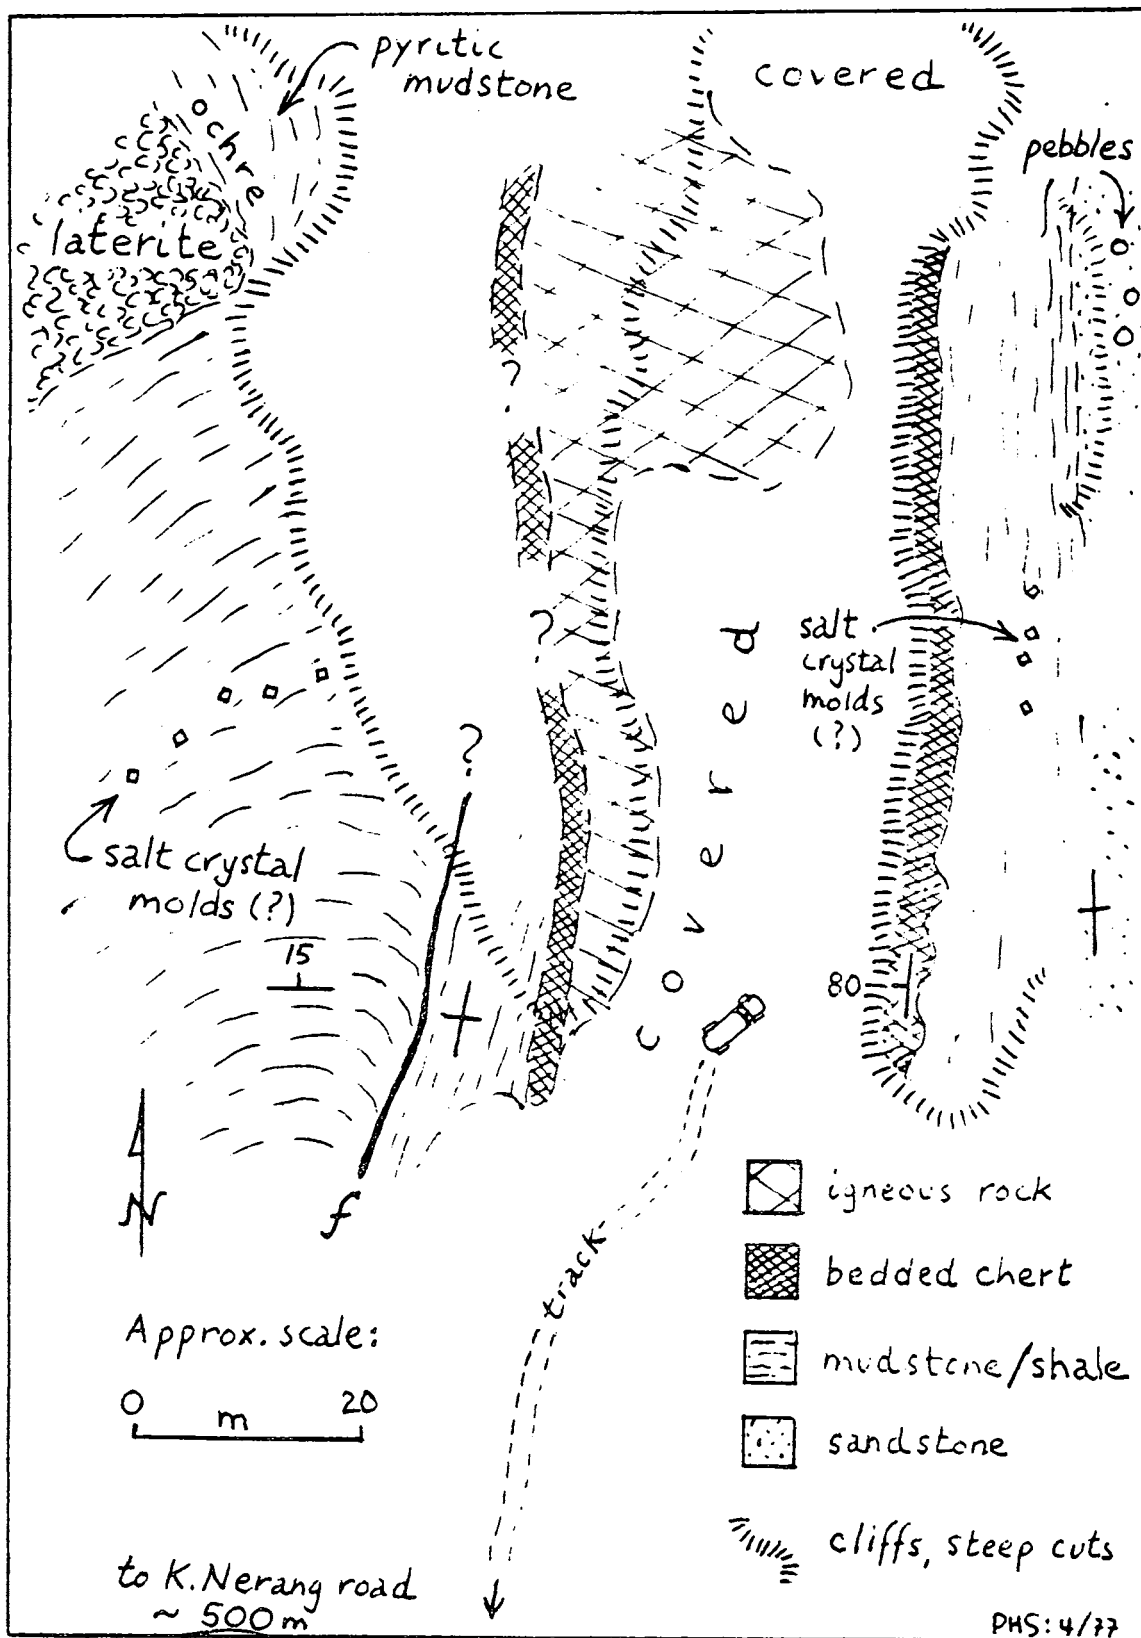 pyritic
mudstone
covered
pebbles
ochre
laterite
?
?
?
covered
salt
crystal
molds
(?)
salt crystal
molds (?)
15
80
N
f
track
igneous rock
bedded chert
mudstone/shale
sandstone
cliffs, steep cuts
Approx. scale:
0 m 20
to K.Nerang road
~ 500 m
PHS: 4/77